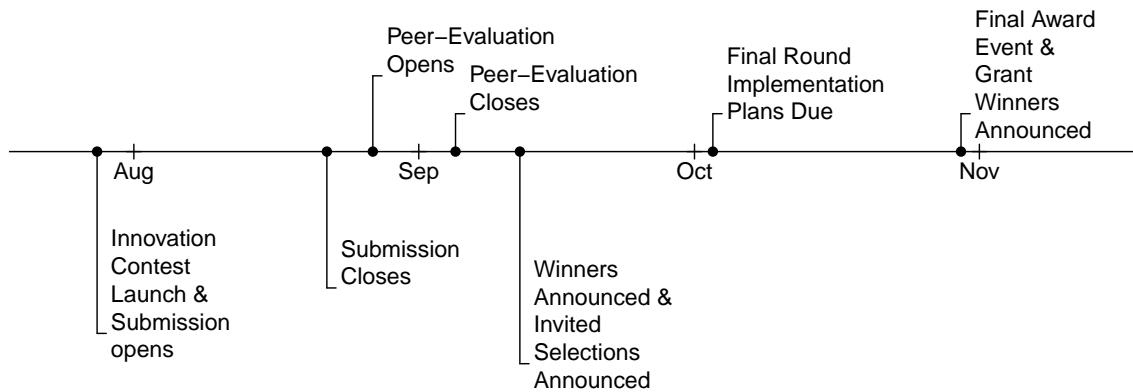 Peer−Evaluation
Opens
Peer−Evaluation
Closes
Final Round
Implementation
Plans Due
Final Award
Event &
Grant
Winners
Announced
Aug
Sep
Oct
Nov
Innovation
Contest
Launch &
Submission
opens
Submission
Closes
Winners
Announced &
Invited
Selections
Announced